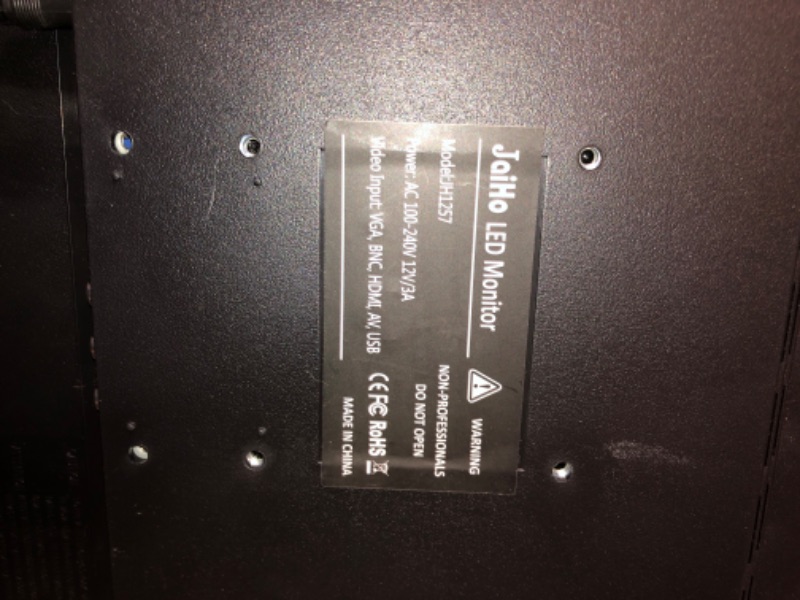 JaiHo LED Monitor
Model:JH12S7
Power: AC 100-240V 12V/3A
Video Input: VGA, BNC, HDMI, AV, USB
WARNING
NON-PROFESSIONALS
DO NOT OPEN
CE FC RoHS
MADE IN CHINA